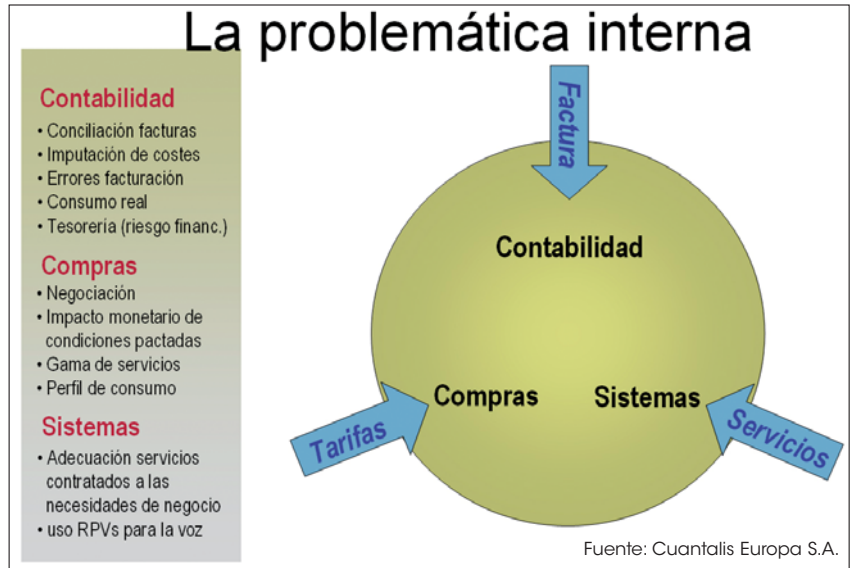 La problemática interna
Contabilidad
• Conciliación facturas
• Imputación de costes
• Errores facturación
• Consumo real
• Tesorería (riesgo financ.)
Compras
• Negociación
• Impacto monetario de
condiciones pactadas
• Gama de servicios
• Perfil de consumo
Sistemas
• Adecuación servicios
contratados a las
necesidades de negocio
• uso RPVs para la voz
Factura
Contabilidad
Compras
Sistemas
Tarifas
Servicios
Fuente: Cuantalis Europa S.A.